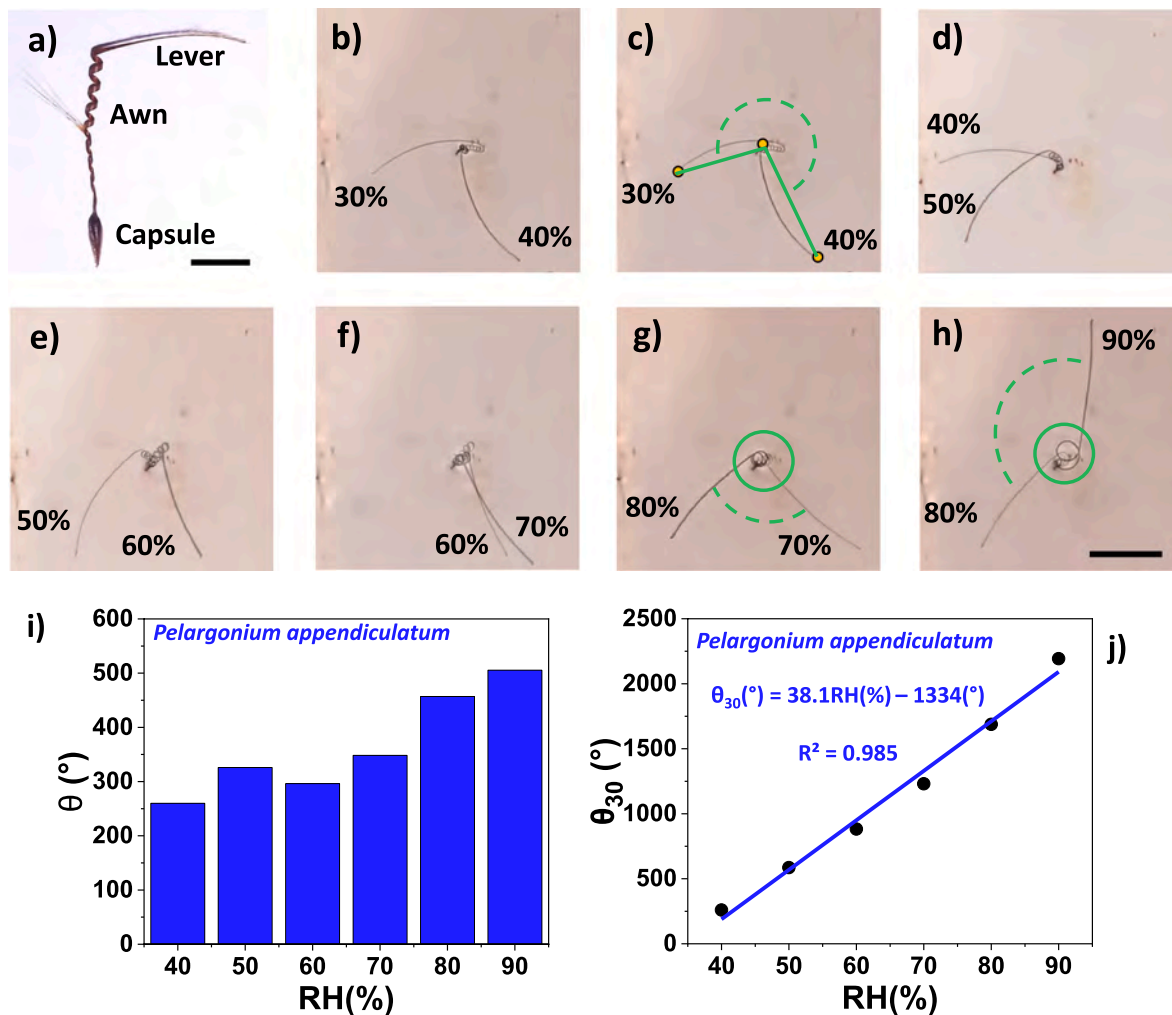 a)
Lever
Awn
Capsule
b)
30%
40%
c)
30%
40%
d)
40%
50%
e)
50%
60%
f)
60%
70%
g)
80%
70%
h)
90%
80%
i)
Pelargonium appendiculatum
600
500
400
300
200
100
0
θ (°)
40 50 60 70 80 90
RH(%)
j)
Pelargonium appendiculatum
θ₃₀(°) = 38.1RH(%) – 1334(°)
R² = 0.985
2500
2000
1500
1000
500
0
θ₃₀ (°)
40 50 60 70 80 90
RH(%)